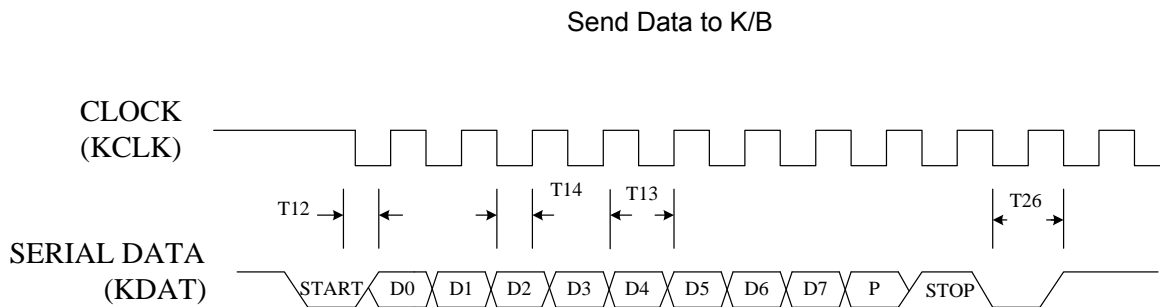 Send Data to K/B
CLOCK
(KCLK)
T12
T14
T13
T26
SERIAL DATA
(KDAT)
START
D0
D1
D2
D3
D4
D5
D6
D7
P
STOP